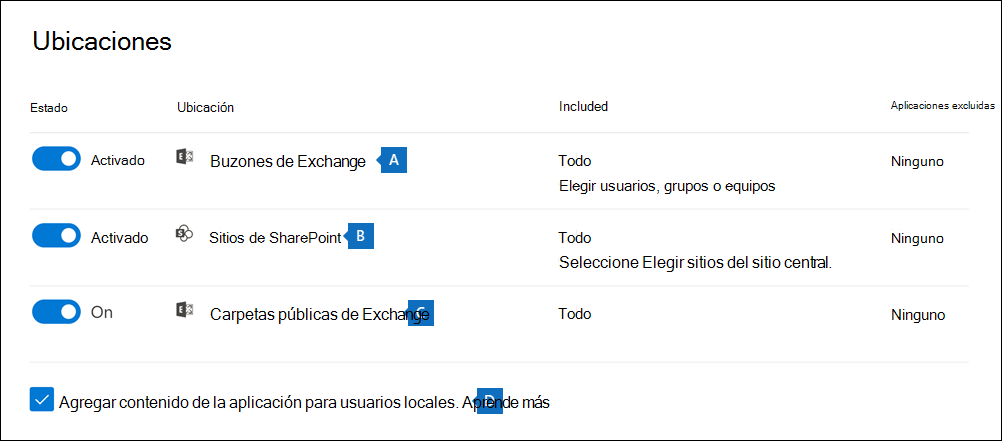 Ubicaciones
Estado Ubicación Included Aplicaciones excluidas
Activado Buzones de Exchange A Todo Ninguno
Elegir usuarios, grupos o equipos
Activado Sitios de SharePoint B Todo Ninguno
Seleccione Elegir sitios del sitio central.
On Carpetas públicas de Exchange C Todo Ninguno
Agregar contenido de la aplicación para usuarios locales. Aprende más D